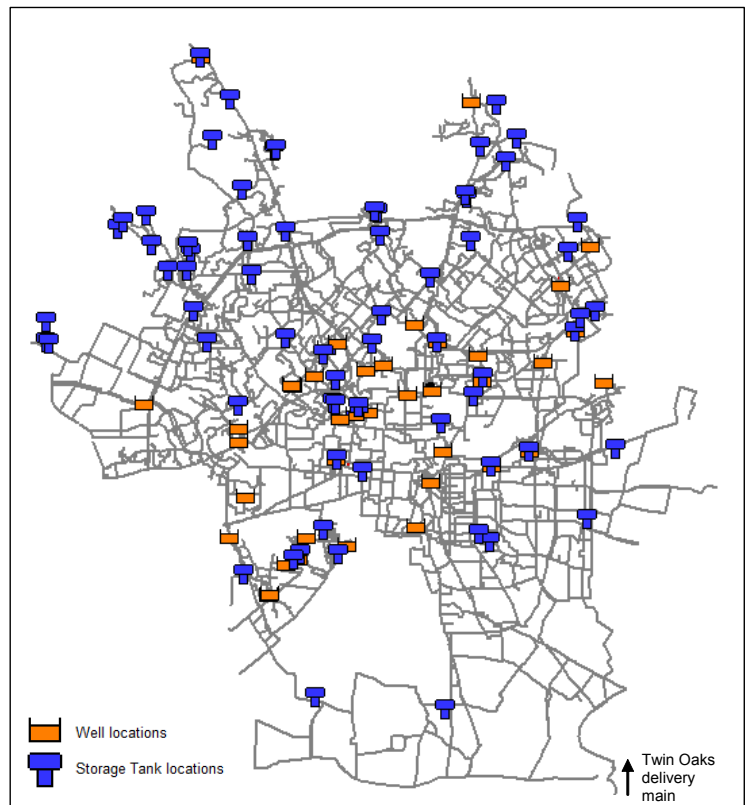 Well locations
Storage Tank locations
Twin Oaks
delivery
main